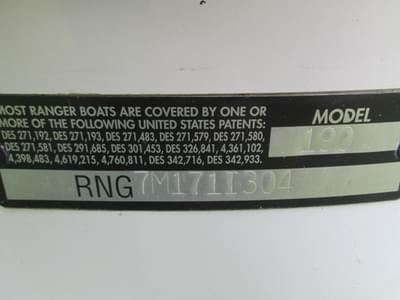 MOST RANGER BOATS ARE COVERED BY ONE OR
MORE OF THE FOLLOWING UNITED STATES PATENTS:
DES 271,192, DES 271,193, DES 271,483, DES 271,579, DES 271,580,
DES 271,581, DES 291,685, DES 301,453, DES 326,841, 4,361,102
4,398,483, 4,619,215, 4,760,811, DES 342,716, DES 342,933.
MODEL
RNG7M171I304